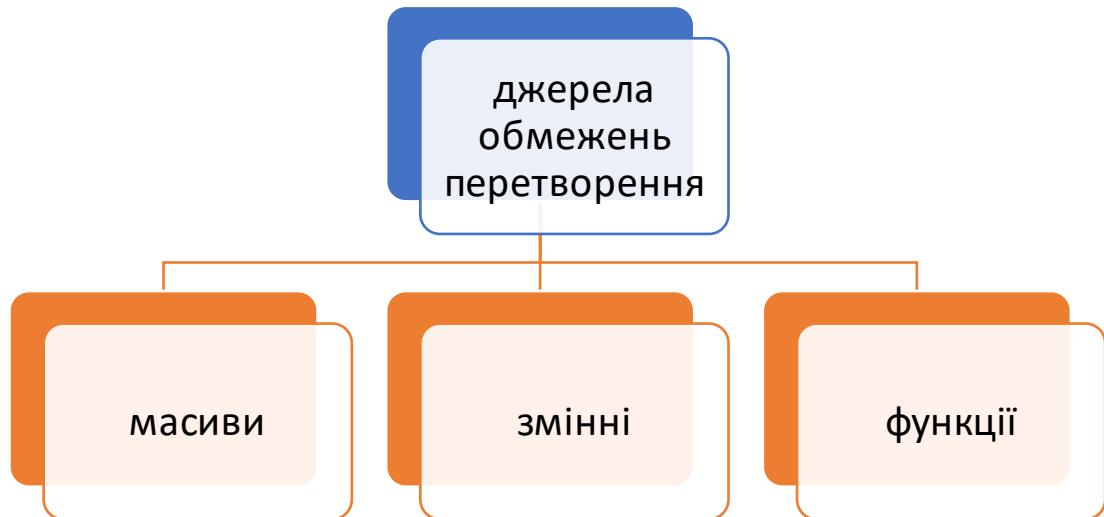 джерела
обмежень
перетворення
масиви
змінні
функції